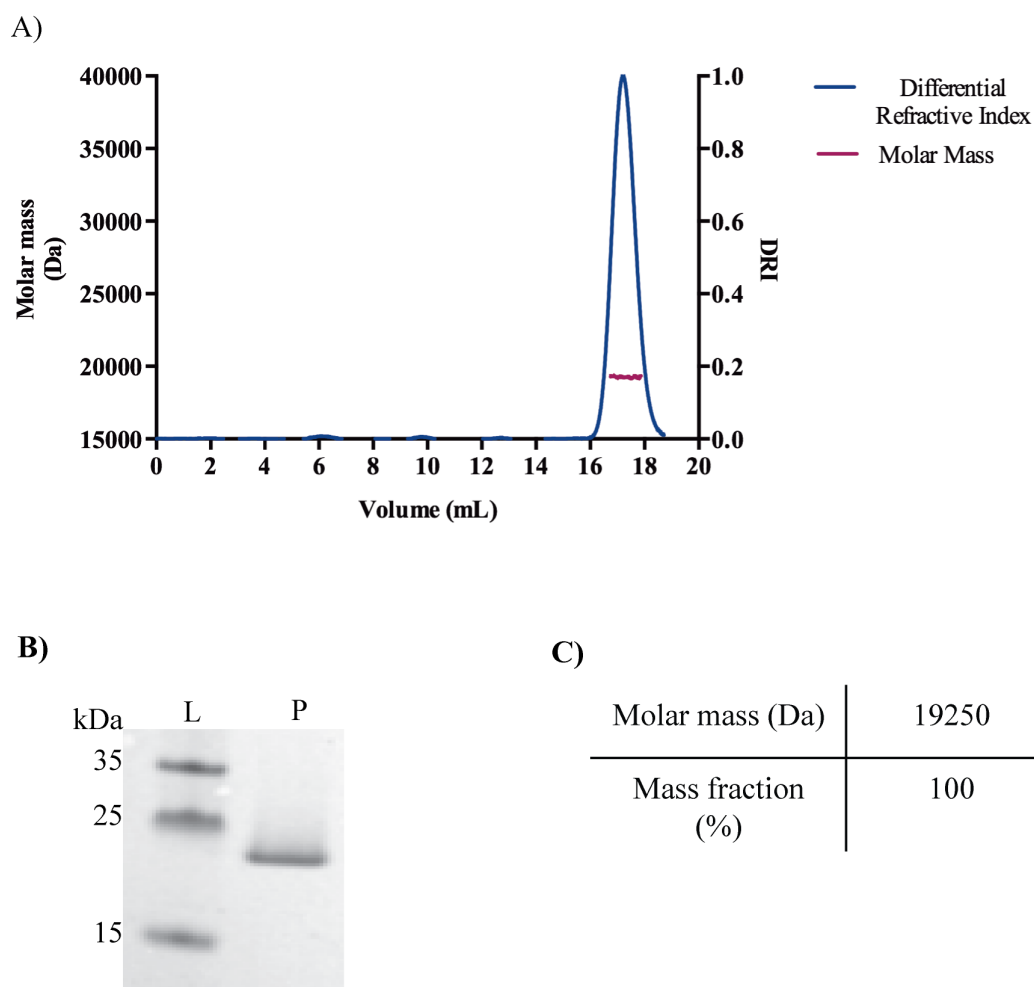 A)
40000
35000
30000
25000
20000
15000
Molar mass
(Da)
0 2 4 6 8 10 12 14 16 18 20
Volume (mL)
1.0
0.8
0.6
0.4
0.2
0.0
DRI
Differential
Refractive Index
Molar Mass
B)
kDa L P
35
25
15
C)
Molar mass (Da) 19250
Mass fraction 100
(%)